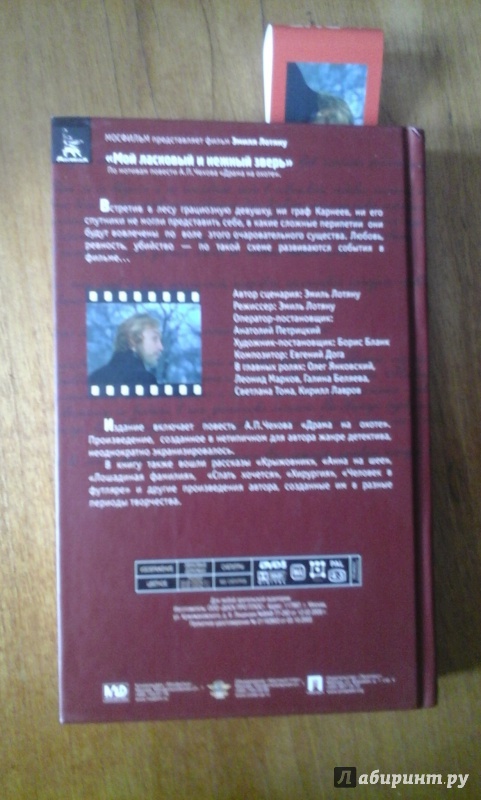 МОСФИЛЬМ представляет фильм Эмиля Лотяну
«Мой ласковый и нежный зверь»
По мотивам повести А.П.Чехова «Драма на охоте».
Встретив в лесу грациозную девушку, ни граф Карнеев, ни его
спутники не могли представить себе, в какие сложные перипетии они
будут вовлечены по воле этого очаровательного существа. Любовь,
ревность, убийство — по такой схеме развиваются события в
фильме...
Автор сценария: Эмиль Лотяну
Режиссер: Эмиль Лотяну
Оператор-постановщик:
Анатолий Петрицкий
Художник-постановщик: Борис Бланк
Композитор: Евгений Дога
В главных ролях: Олег Янковский,
Леонид Марков, Галина Беляева,
Светлана Тома, Кирилл Лавров
Издание включает повесть А.П.Чехова «Драма на охоте».
Произведение, созданное в нетипичном для автора жанре детектива,
неоднократно экранизировалось.
В книгу также вошли рассказы «Крыжовник», «Анна на шее»,
«Лошадиная фамилия», «Спать хочется», «Хирургия», «Человек в
футляре» и другие произведения автора, созданные им в разные
периоды творчества.
PAL
Лабиринт.ру